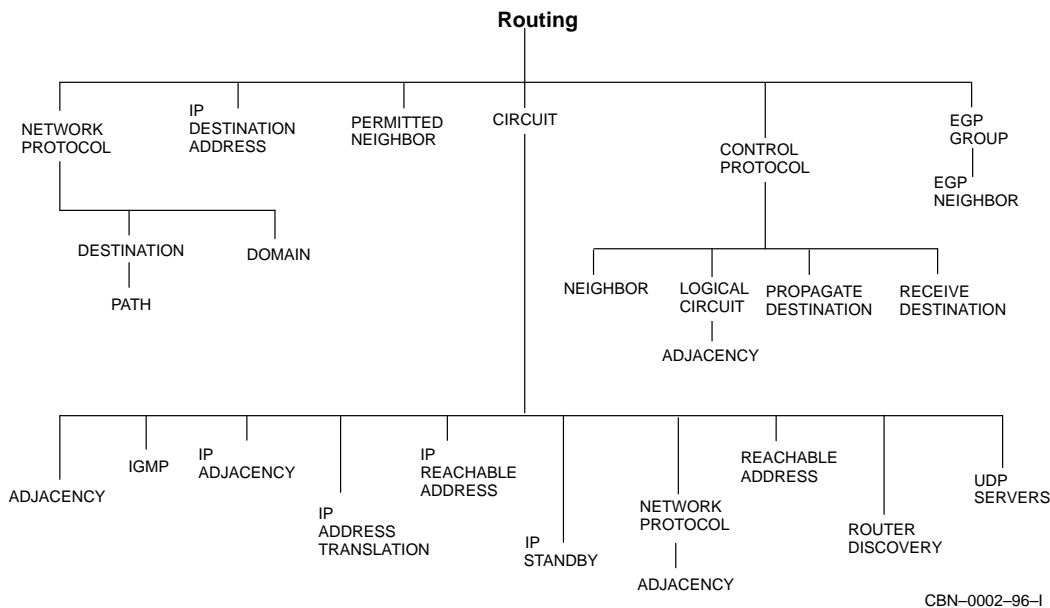 Routing
NETWORK
PROTOCOL
IP
DESTINATION
ADDRESS
PERMITTED
NEIGHBOR
CIRCUIT
CONTROL
PROTOCOL
EGP
GROUP
EGP
NEIGHBOR
DESTINATION
DOMAIN
PATH
NEIGHBOR
LOGICAL
CIRCUIT
PROPAGATE
DESTINATION
RECEIVE
DESTINATION
ADJACENCY
ADJACENCY
IGMP
IP
ADJACENCY
IP
ADDRESS
TRANSLATION
IP
REACHABLE
ADDRESS
IP
STANDBY
NETWORK
PROTOCOL
ADJACENCY
REACHABLE
ADDRESS
ROUTER
DISCOVERY
UDP
SERVERS
CBN–0002–96–I